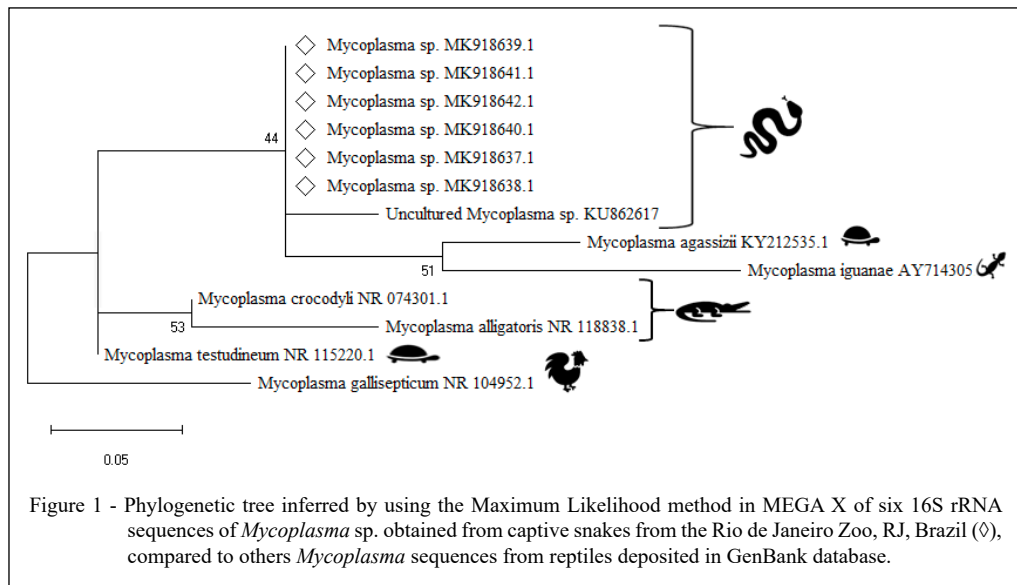 Mycoplasma sp. MK918639.1
Mycoplasma sp. MK918641.1
Mycoplasma sp. MK918642.1
44
Mycoplasma sp. MK918640.1
Mycoplasma sp. MK918637.1
Mycoplasma sp. MK918638.1
Uncultured Mycoplasma sp. KU862617
Mycoplasma agassizii KY212535.1
51
Mycoplasma iguanae AY714305
Mycoplasma crocodyli NR 074301.1
53
Mycoplasma alligatoris NR 118838.1
Mycoplasma testudineum NR 115220.1
Mycoplasma gallisepticum NR 104952.1
0.05
Figure 1 - Phylogenetic tree inferred by using the Maximum Likelihood method in MEGA X of six 16S rRNA
sequences of Mycoplasma sp. obtained from captive snakes from the Rio de Janeiro Zoo, RJ, Brazil (◊),
compared to others Mycoplasma sequences from reptiles deposited in GenBank database.